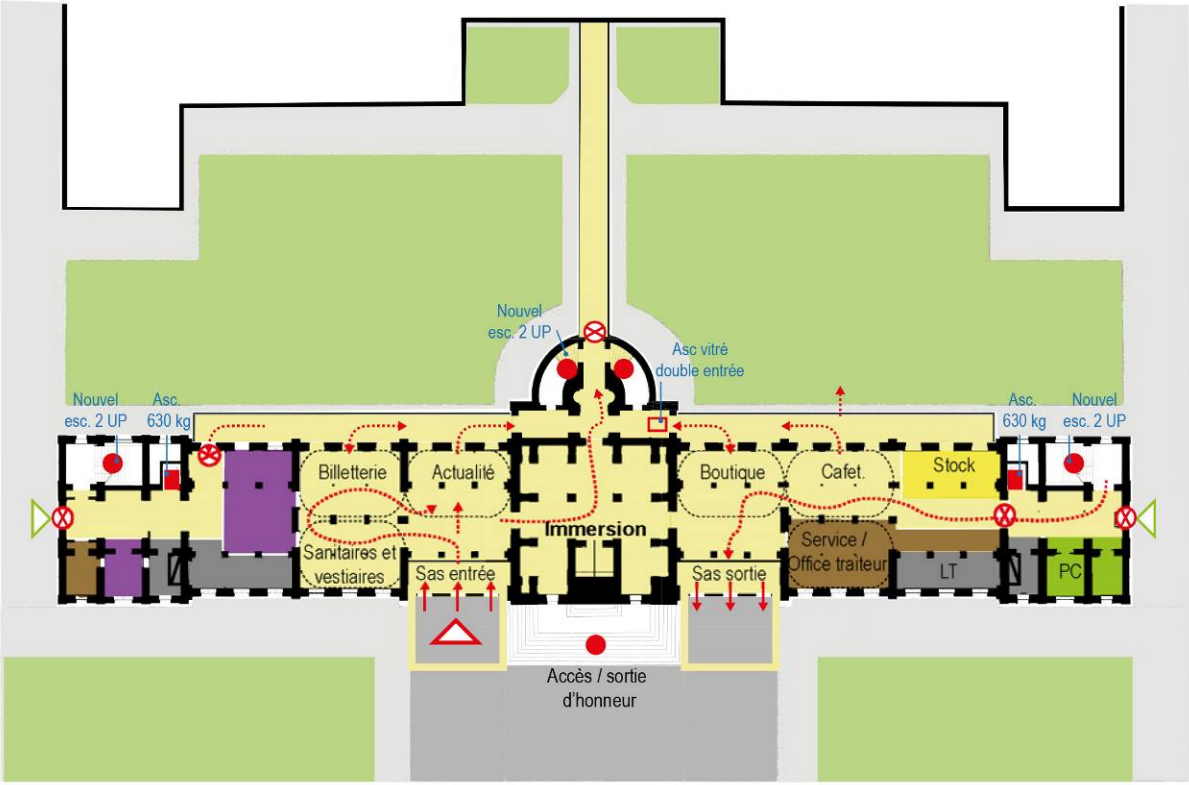 Nouvel
esc. 2 UP
Asc vitré
double entrée
Nouvel
esc. 2 UP
Asc.
630 kg
Asc.
630 kg
Nouvel
esc. 2 UP
Billetterie
Actualité
Boutique
Cafet.
Stock
Immersion
Sanitaires et
vestiaires
Sas entrée
Sas sortie
Service /
Office traiteur
LT
PC
Accès / sortie
d'honneur